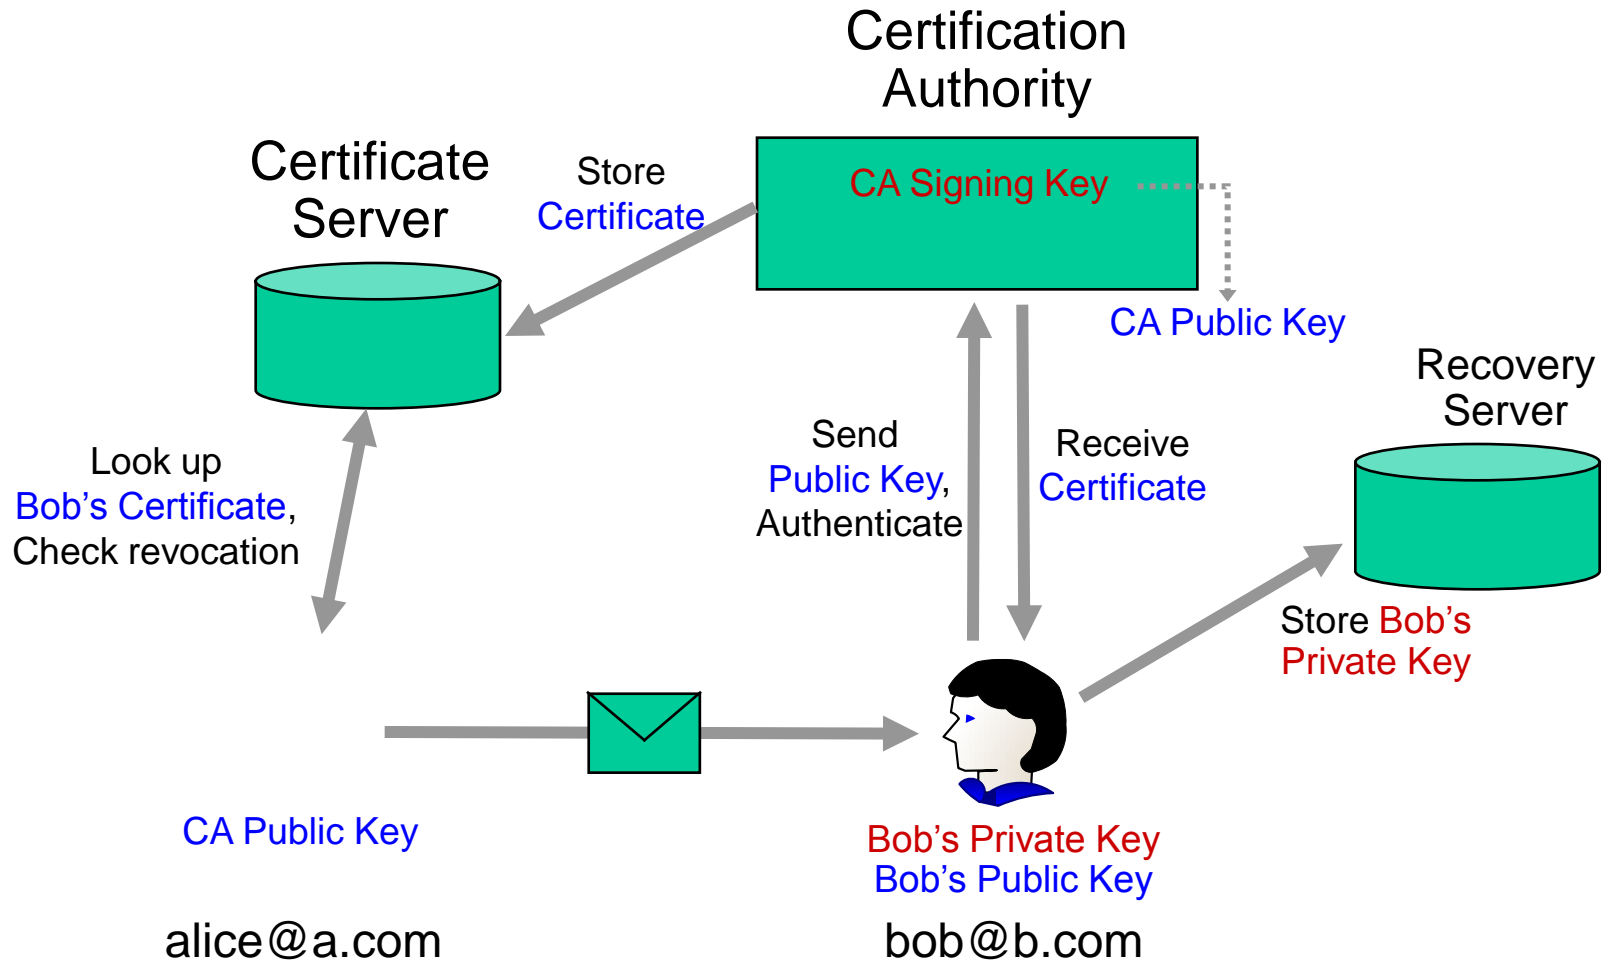 Certification
Authority
Certificate
Server
Store
Certificate
CA Signing Key
CA Public Key
Recovery
Server
Send
Public Key,
Authenticate
Receive
Certificate
Look up
Bob's Certificate,
Check revocation
Store Bob's
Private Key
CA Public Key
Bob's Private Key
Bob's Public Key
alice@a.com
bob@b.com